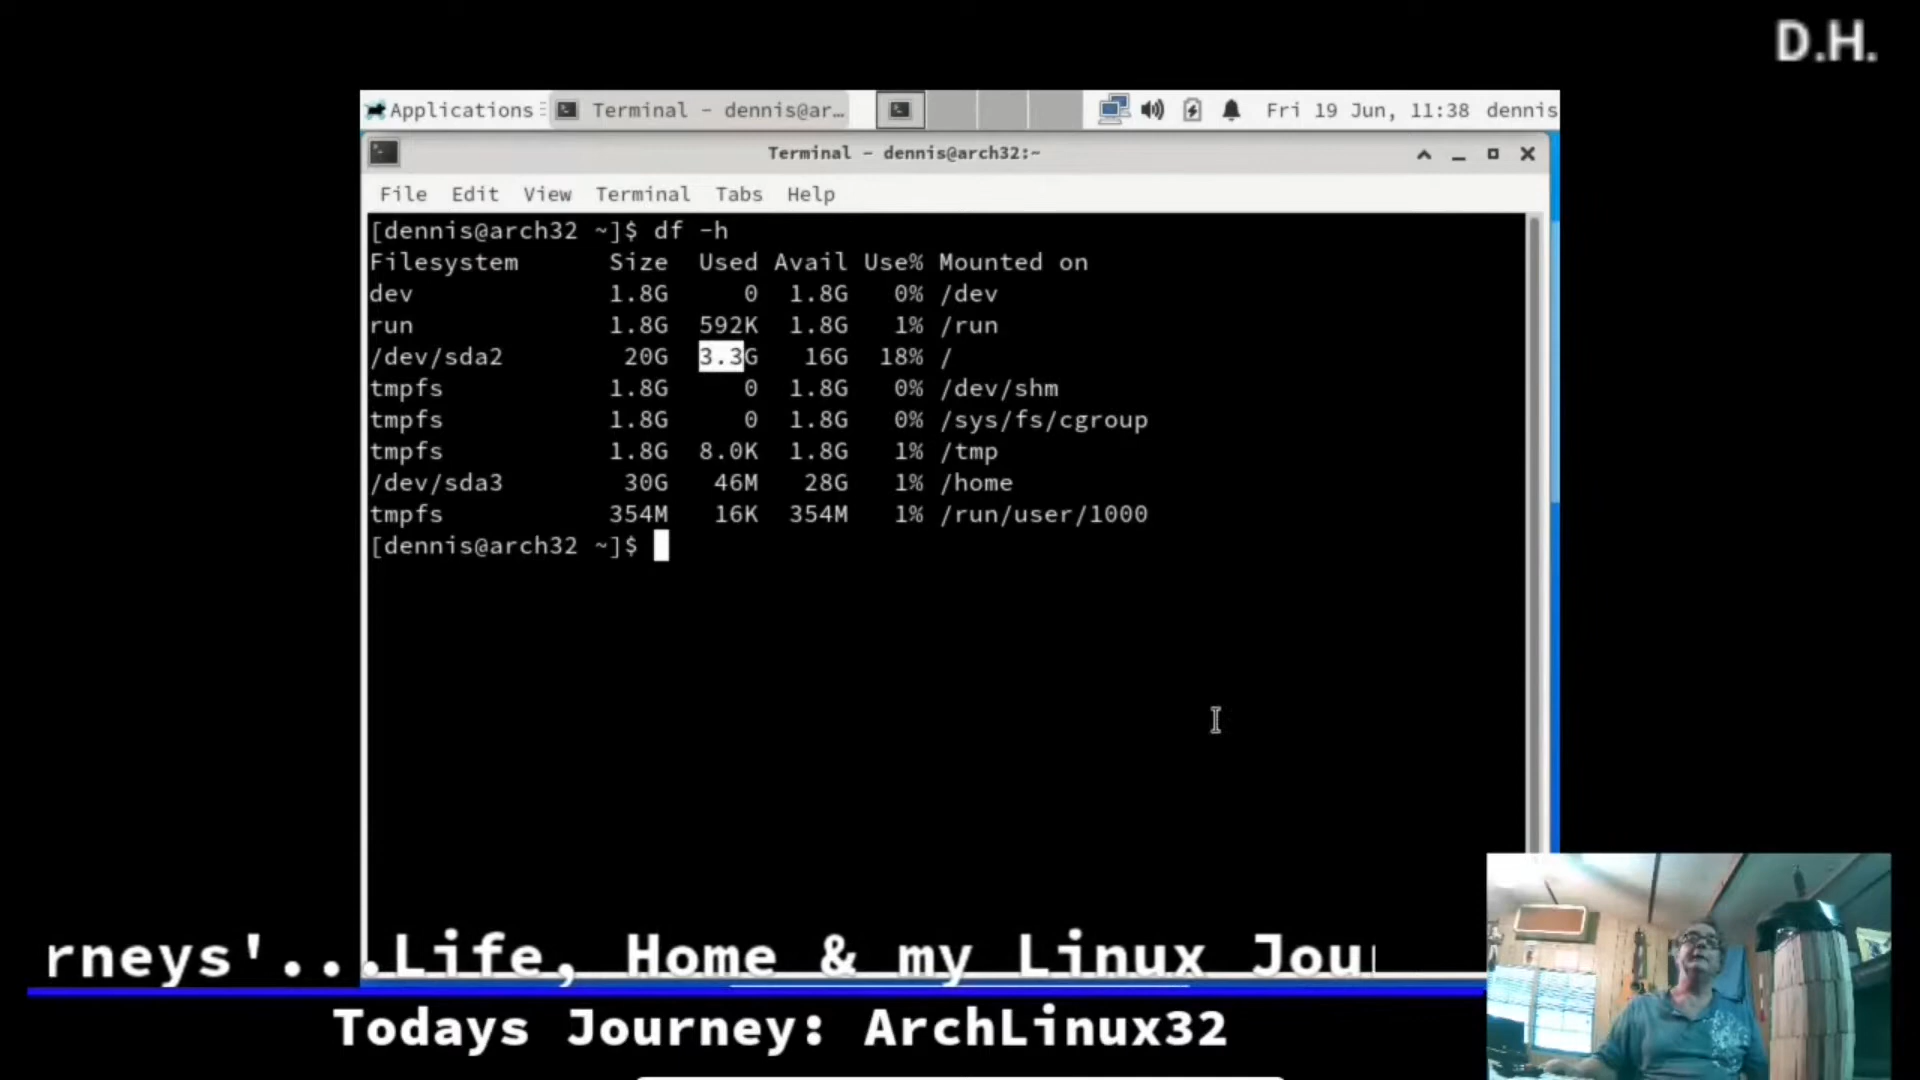 D.H.
Applications Terminal - dennis@ar... Fri 19 Jun, 11:38 dennis
Terminal - dennis@arch32:~
File Edit View Terminal Tabs Help
[dennis@arch32 ~]$ df -h
Filesystem Size Used Avail Use% Mounted on
dev 1.8G 0 1.8G 0% /dev
run 1.8G 592K 1.8G 1% /run
/dev/sda2 20G 3.3G 16G 18% /
tmpfs 1.8G 0 1.8G 0% /dev/shm
tmpfs 1.8G 0 1.8G 0% /sys/fs/cgroup
tmpfs 1.8G 8.0K 1.8G 1% /tmp
/dev/sda3 30G 46M 28G 1% /home
tmpfs 354M 16K 354M 1% /run/user/1000
[dennis@arch32 ~]$
rneys'...Life, Home & my Linux Jou
Todays Journey: ArchLinux32